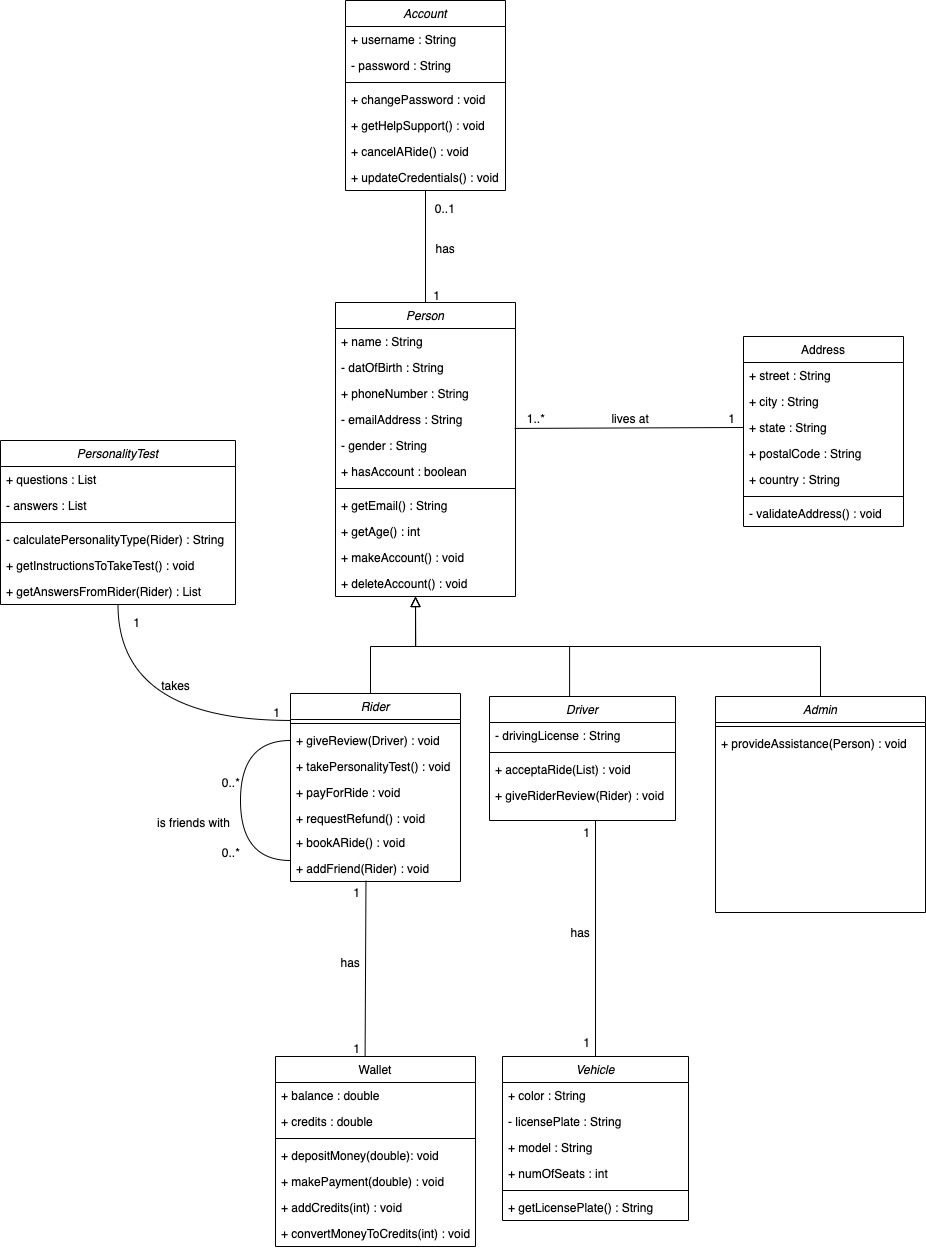 Account
+ username : String
- password : String
+ changePassword : void
+ getHelpSupport() : void
+ cancelARide() : void
+ updateCredentials() : void
0..1
has
1
Person
+ name : String
- datOfBirth : String
+ phoneNumber : String
- emailAddress : String
- gender : String
+ hasAccount : boolean
+ getEmail() : String
+ getAge() : int
+ makeAccount() : void
+ deleteAccount() : void
1..*
lives at
1
Address
+ street : String
+ city : String
+ state : String
+ postalCode : String
+ country : String
- validateAddress() : void
PersonalityTest
+ questions : List
- answers : List
- calculatePersonalityType(Rider) : String
+ getInstructionsToTakeTest() : void
+ getAnswersFromRider(Rider) : List
1
takes
1
Rider
+ giveReview(Driver) : void
+ takePersonalityTest() : void
+ payForRide : void
+ requestRefund() : void
+ bookARide() : void
+ addFriend(Rider) : void
0..*
is friends with
0..*
Driver
- drivingLicense : String
+ acceptaRide(List) : void
+ giveRiderReview(Rider) : void
Admin
+ provideAssistance(Person) : void
1
has
1
1
has
1
Wallet
+ balance : double
+ credits : double
+ depositMoney(double): void
+ makePayment(double) : void
+ addCredits(int) : void
+ convertMoneyToCredits(int) : void
Vehicle
+ color : String
- licensePlate : String
+ model : String
+ numOfSeats : int
+ getLicensePlate() : String